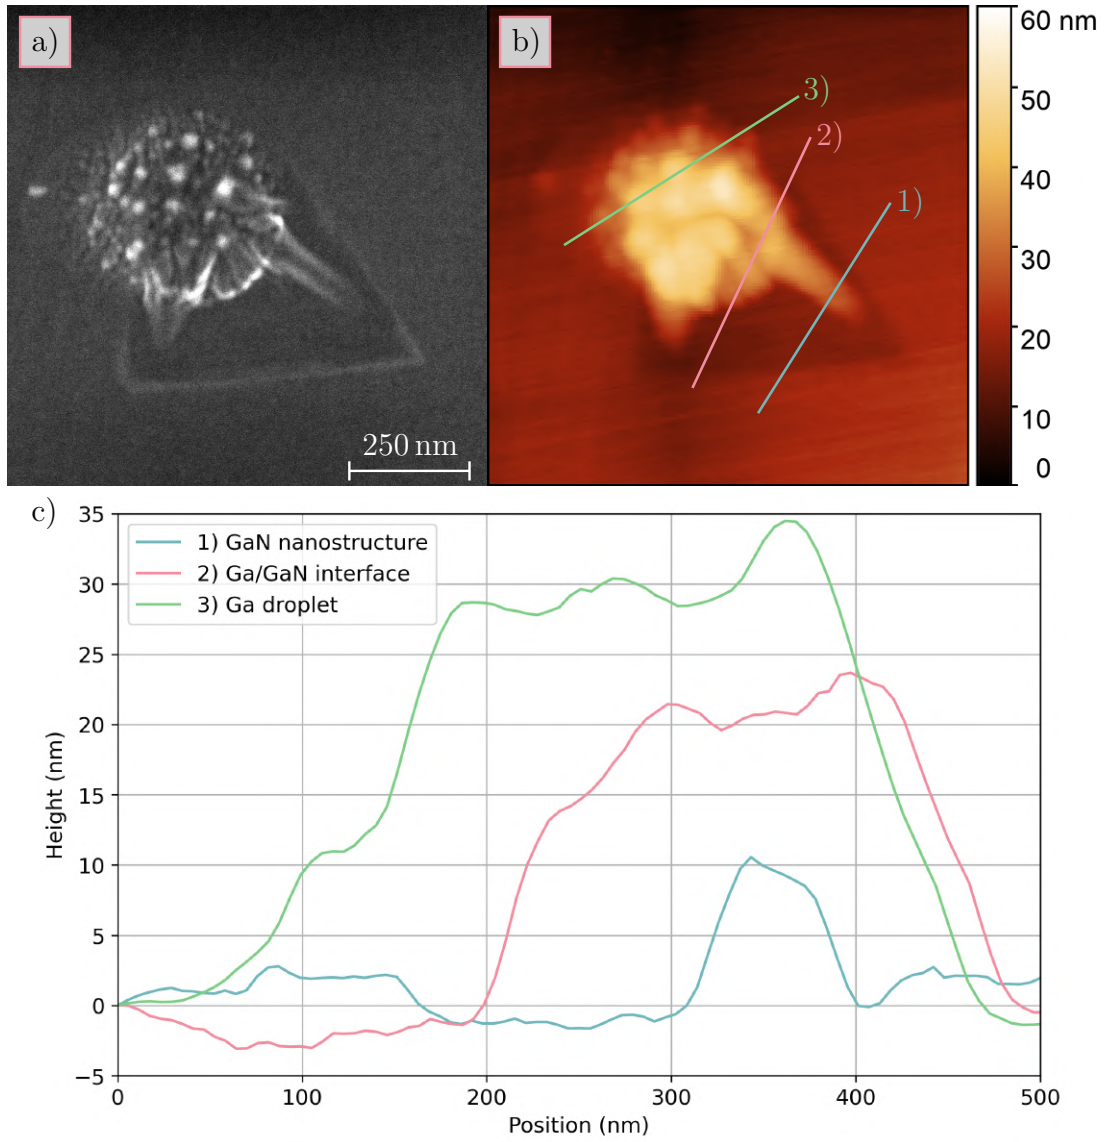 a)
250 nm
b)
3)
2)
1)
60 nm
50
40
30
20
10
0
c)
35
30
25
20
15
10
5
0
−5
Height (nm)
1) GaN nanostructure
2) Ga/GaN interface
3) Ga droplet
0
100
200
300
400
500
Position (nm)